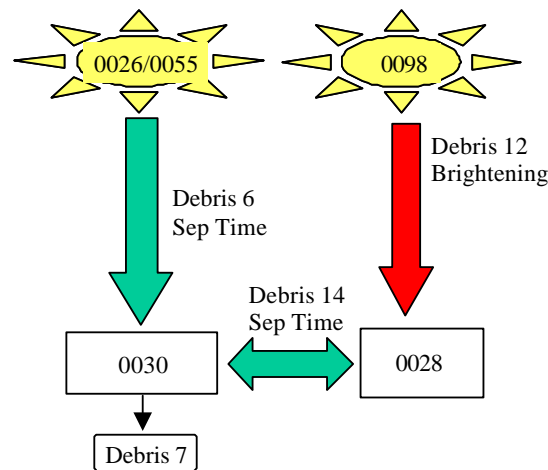 0026/0055
0098
Debris 12
Brightening
Debris 6
Sep Time
Debris 14
Sep Time
0030
0028
Debris 7